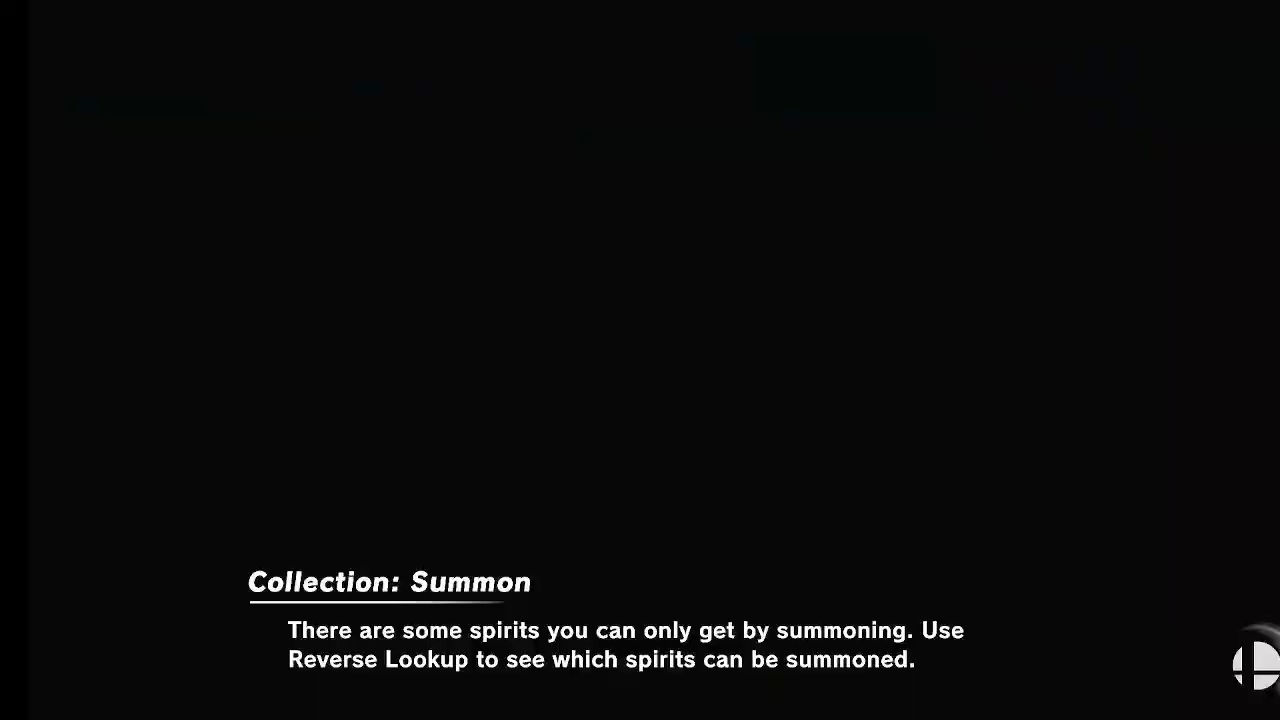 Collection: Summon
There are some spirits you can only get by summoning. Use
Reverse Lookup to see which spirits can be summoned.